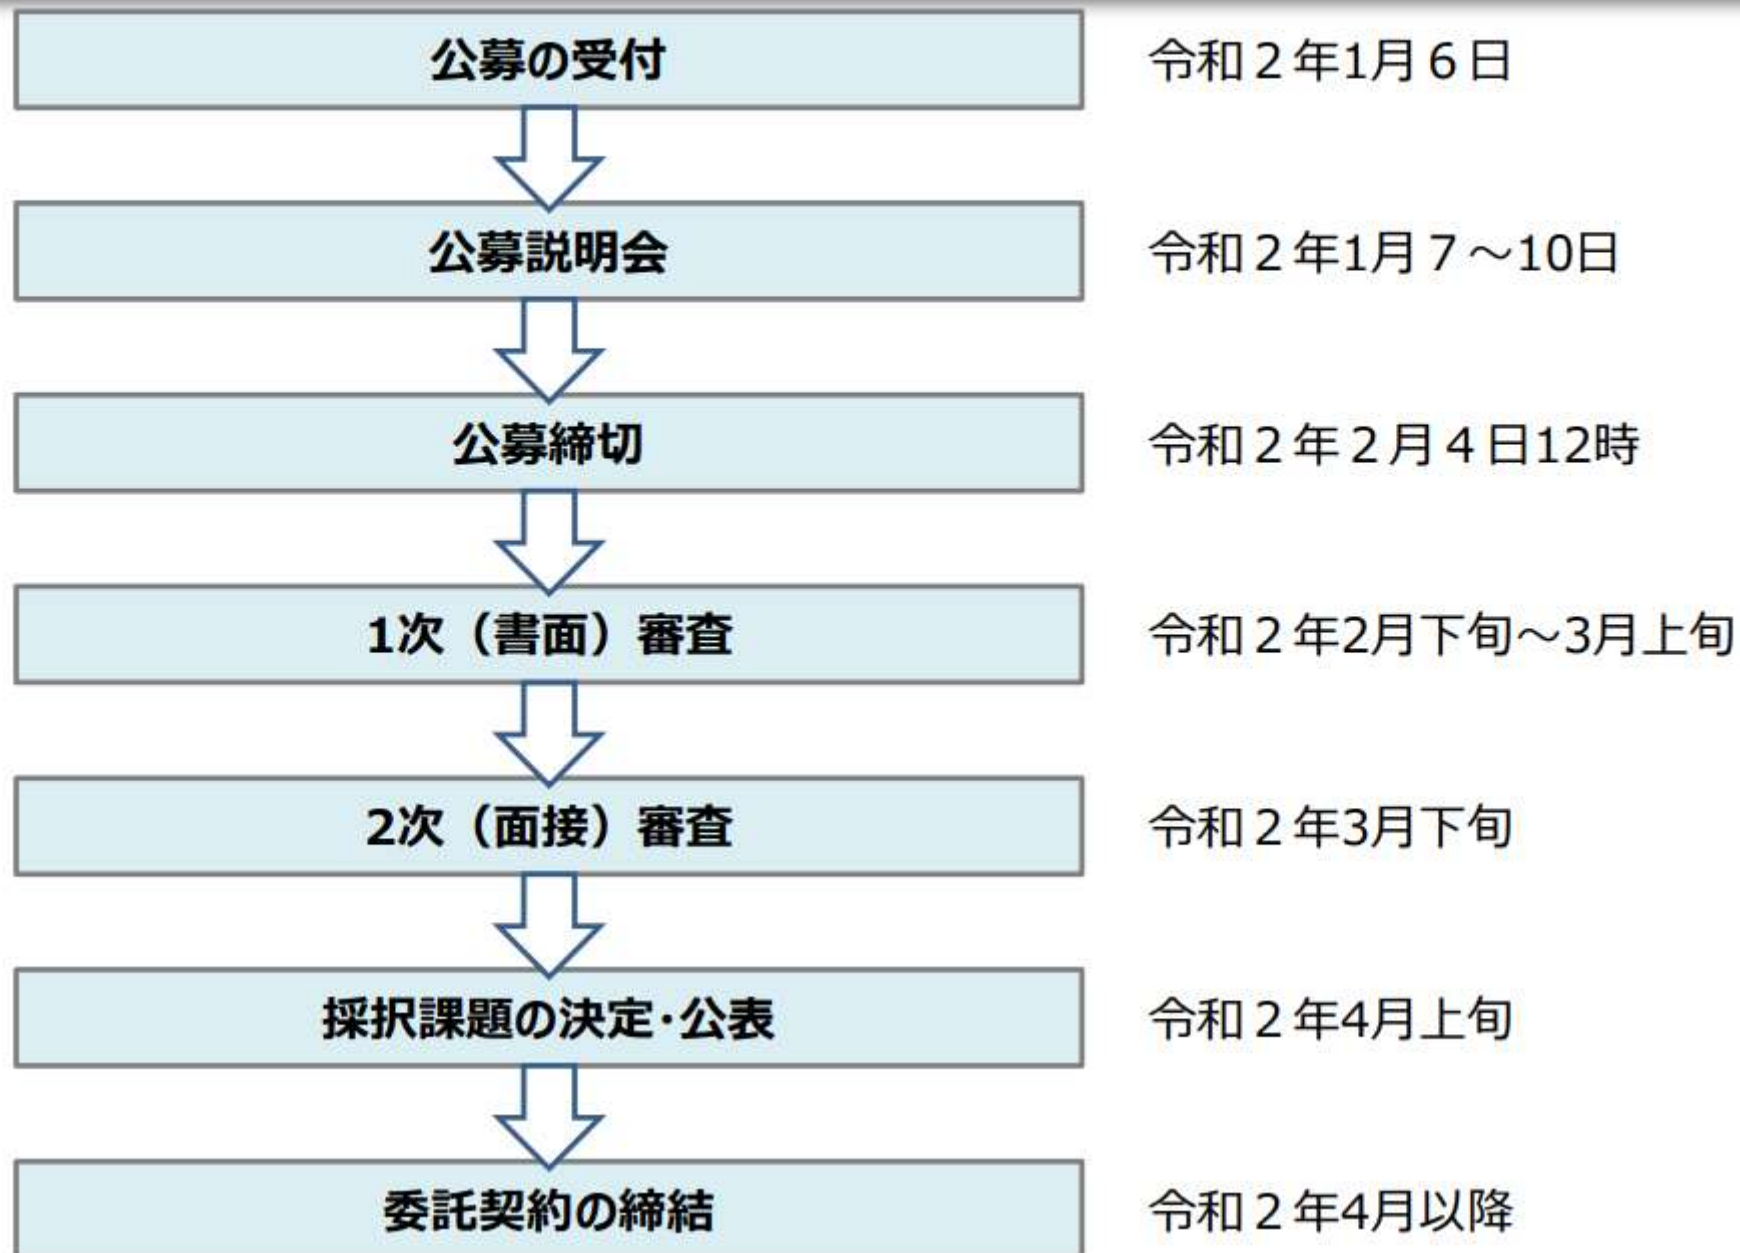 公募の受付
令和２年1月６日
公募説明会
令和２年1月７～10日
公募締切
令和２年２月４日12時
1次（書面）審査
令和２年2月下旬～3月上旬
2次（面接）審査
令和２年3月下旬
採択課題の決定･公表
令和２年4月上旬
委託契約の締結
令和２年4月以降